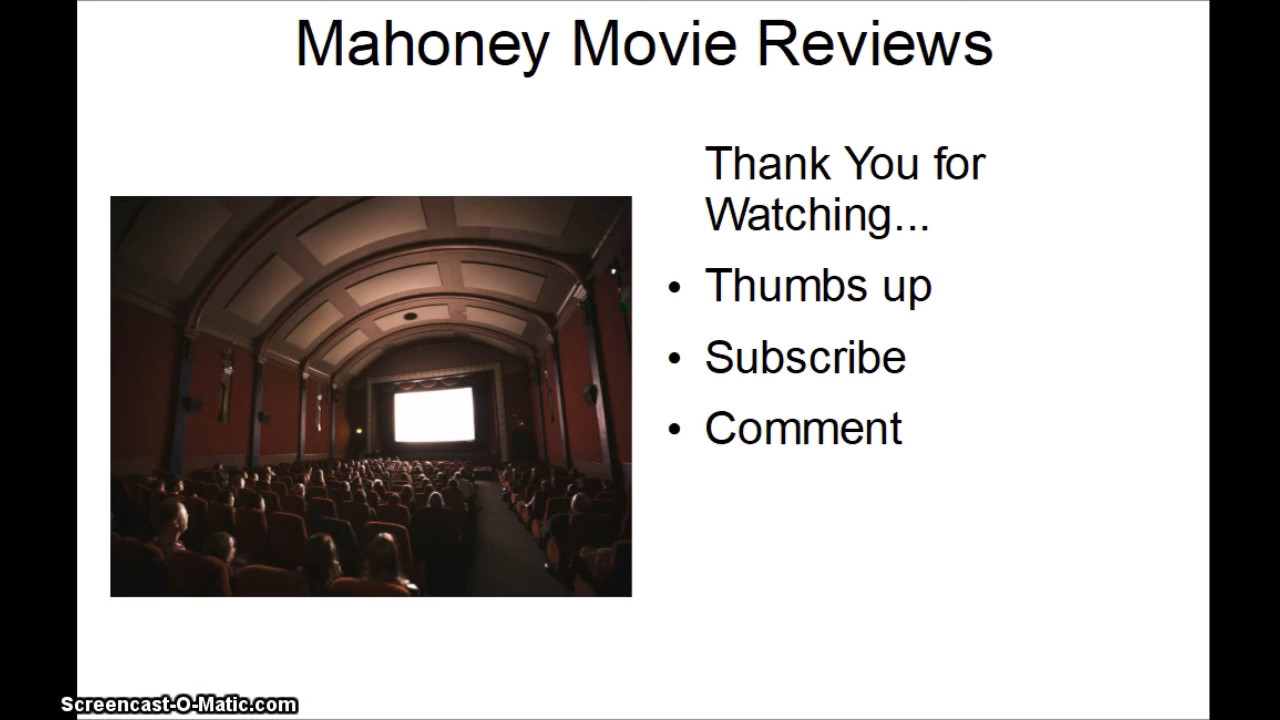 Mahoney Movie Reviews
Thank You for
Watching...
• Thumbs up
• Subscribe
• Comment
Screencast-O-Matic.com